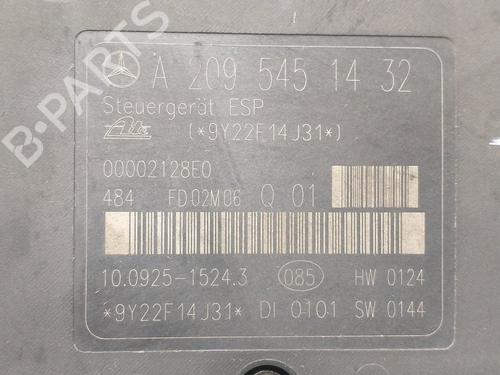 A 209 545 14 32
Steuergerät ESP
Ate (*9Y22F14J31*)
00002128E0
484 FD02M06 Q 01
10.0925-1524.3 085 HW 0124
*9Y22F14J31* DI 0101 SW 0144
B-PARTS